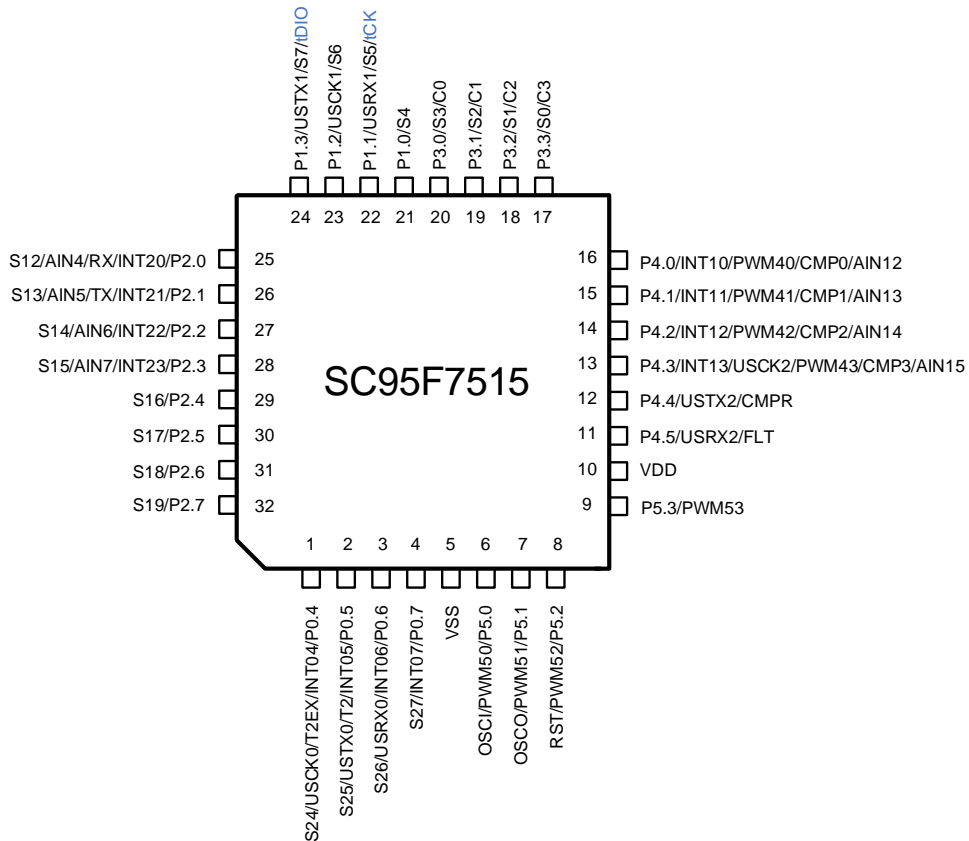 P1.3/USTX1/S7/tDIO
P1.2/USCK1/S6
P1.1/USRX1/S5/tCK
P1.0/S4
P3.0/S3/C0
P3.1/S2/C1
P3.2/S1/C2
P3.3/S0/C3
24 23 22 21 20 19 18 17
S12/AIN4/RX/INT20/P2.0 25
S13/AIN5/TX/INT21/P2.1 26
S14/AIN6/INT22/P2.2 27
S15/AIN7/INT23/P2.3 28
S16/P2.4 29
S17/P2.5 30
S18/P2.6 31
S19/P2.7 32
SC95F7515
16 P4.0/INT10/PWM40/CMP0/AIN12
15 P4.1/INT11/PWM41/CMP1/AIN13
14 P4.2/INT12/PWM42/CMP2/AIN14
13 P4.3/INT13/USCK2/PWM43/CMP3/AIN15
12 P4.4/USTX2/CMPR
11 P4.5/USRX2/FLT
10 VDD
9 P5.3/PWM53
1 2 3 4 5 6 7 8
S24/USCK0/T2EX/INT04/P0.4
S25/USTX0/T2/INT05/P0.5
S26/USRX0/INT06/P0.6
S27/INT07/P0.7
VSS
OSCI/PWM50/P5.0
OSCO/PWM51/P5.1
RST/PWM52/P5.2